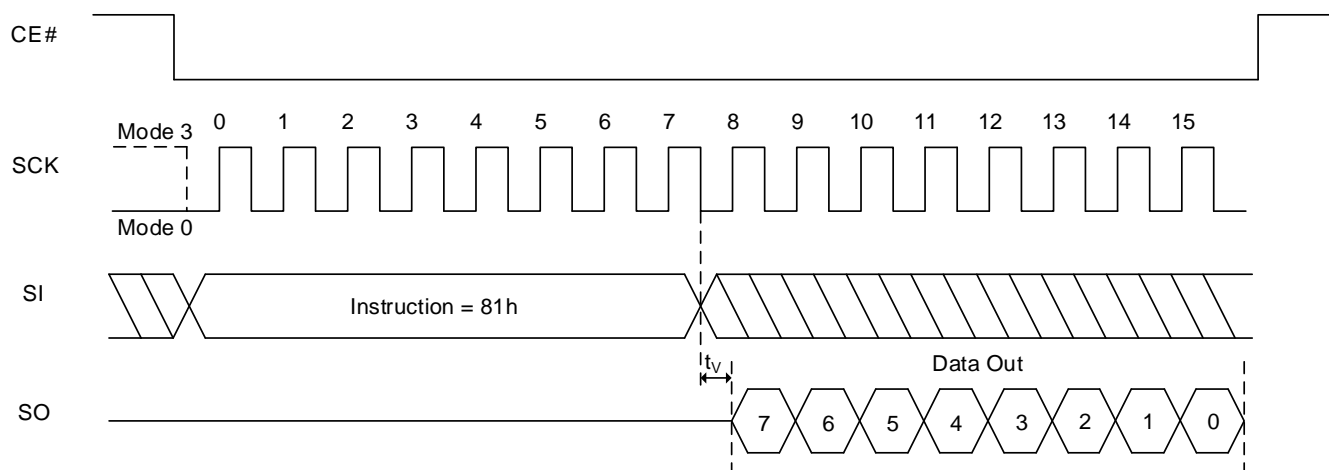 CE#
0 1 2 3 4 5 6 7 8 9 10 11 12 13 14 15
Mode 3
SCK
Mode 0
SI
Instruction = 81h
tV
Data Out
SO
7 6 5 4 3 2 1 0